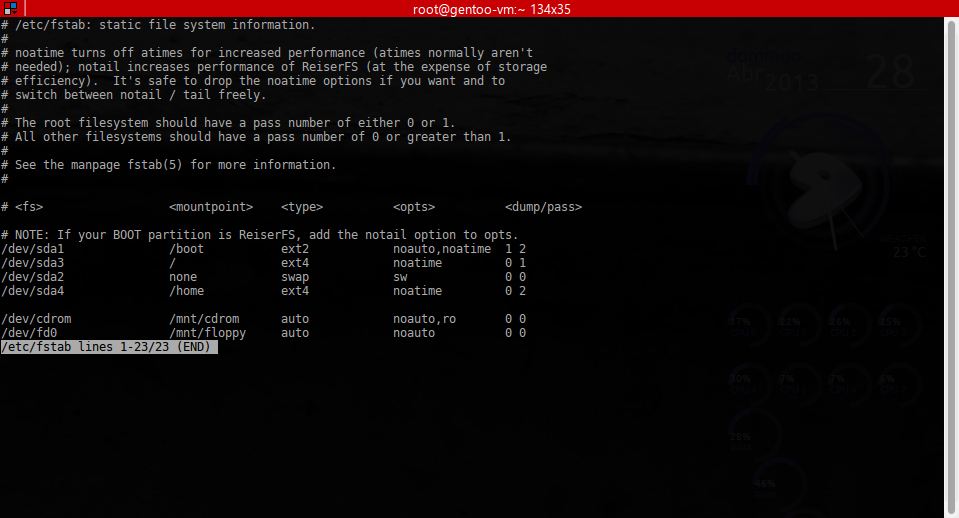 root@gentoo-vm:~ 134x35
# /etc/fstab: static file system information.
#
# noatime turns off atimes for increased performance (atimes normally aren't
# needed); notail increases performance of ReiserFS (at the expense of storage
# efficiency).  It's safe to drop the noatime options if you want and to
# switch between notail / tail freely.
#
# The root filesystem should have a pass number of either 0 or 1.
# All other filesystems should have a pass number of 0 or greater than 1.
#
# See the manpage fstab(5) for more information.
#
# <fs>                  <mountpoint>    <type>          <opts>          <dump/pass>
# NOTE: If your BOOT partition is ReiserFS, add the notail option to opts.
/dev/sda1               /boot           ext2            noauto,noatime  1 2
/dev/sda3               /               ext4            noatime         0 1
/dev/sda2               none            swap            sw              0 0
/dev/sda4               /home           ext4            noatime         0 2
/dev/cdrom              /mnt/cdrom      auto            noauto,ro       0 0
/dev/fd0                /mnt/floppy     auto            noauto          0 0
/etc/fstab lines 1-23/23 (END)
Abr 2013 28
23°C